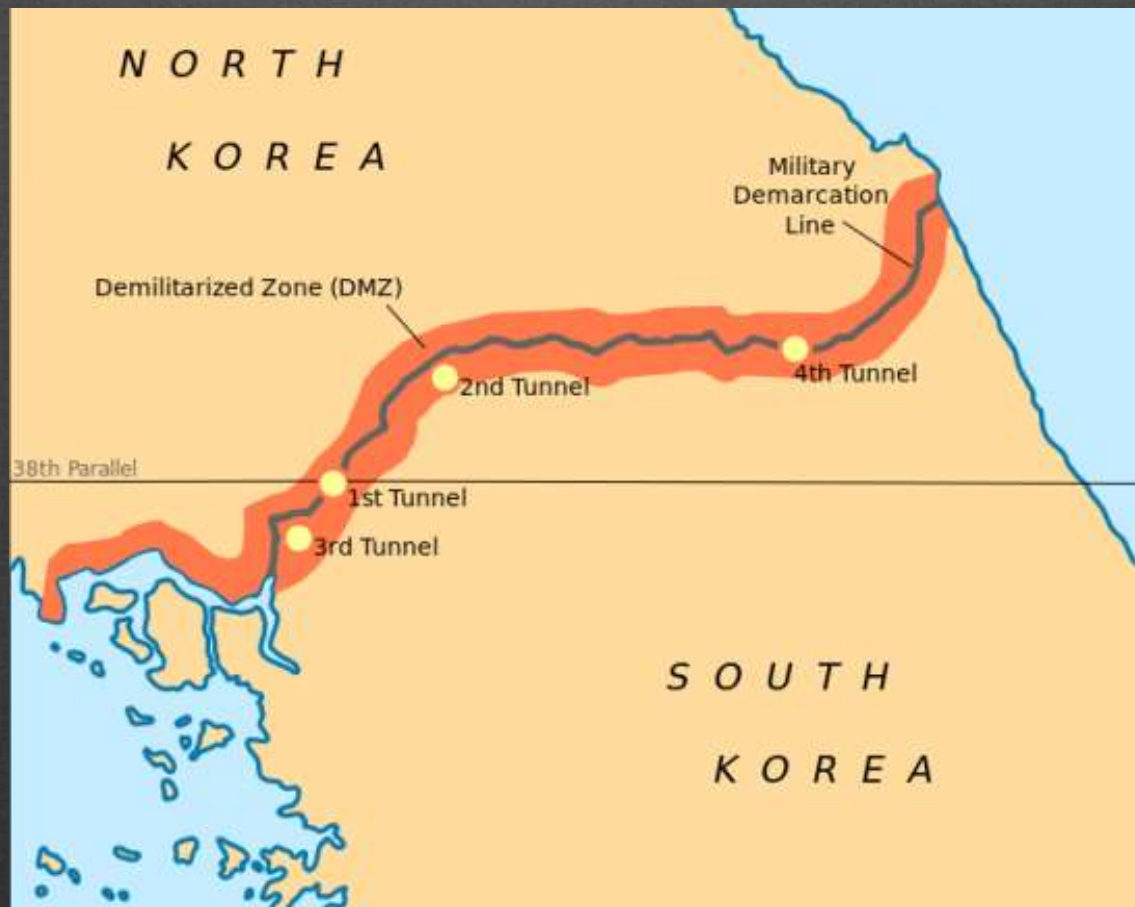 NORTH
KOREA
Military
Demarcation
Line
Demilitarized Zone (DMZ)
4th Tunnel
2nd Tunnel
38th Parallel
1st Tunnel
3rd Tunnel
SOUTH
KOREA